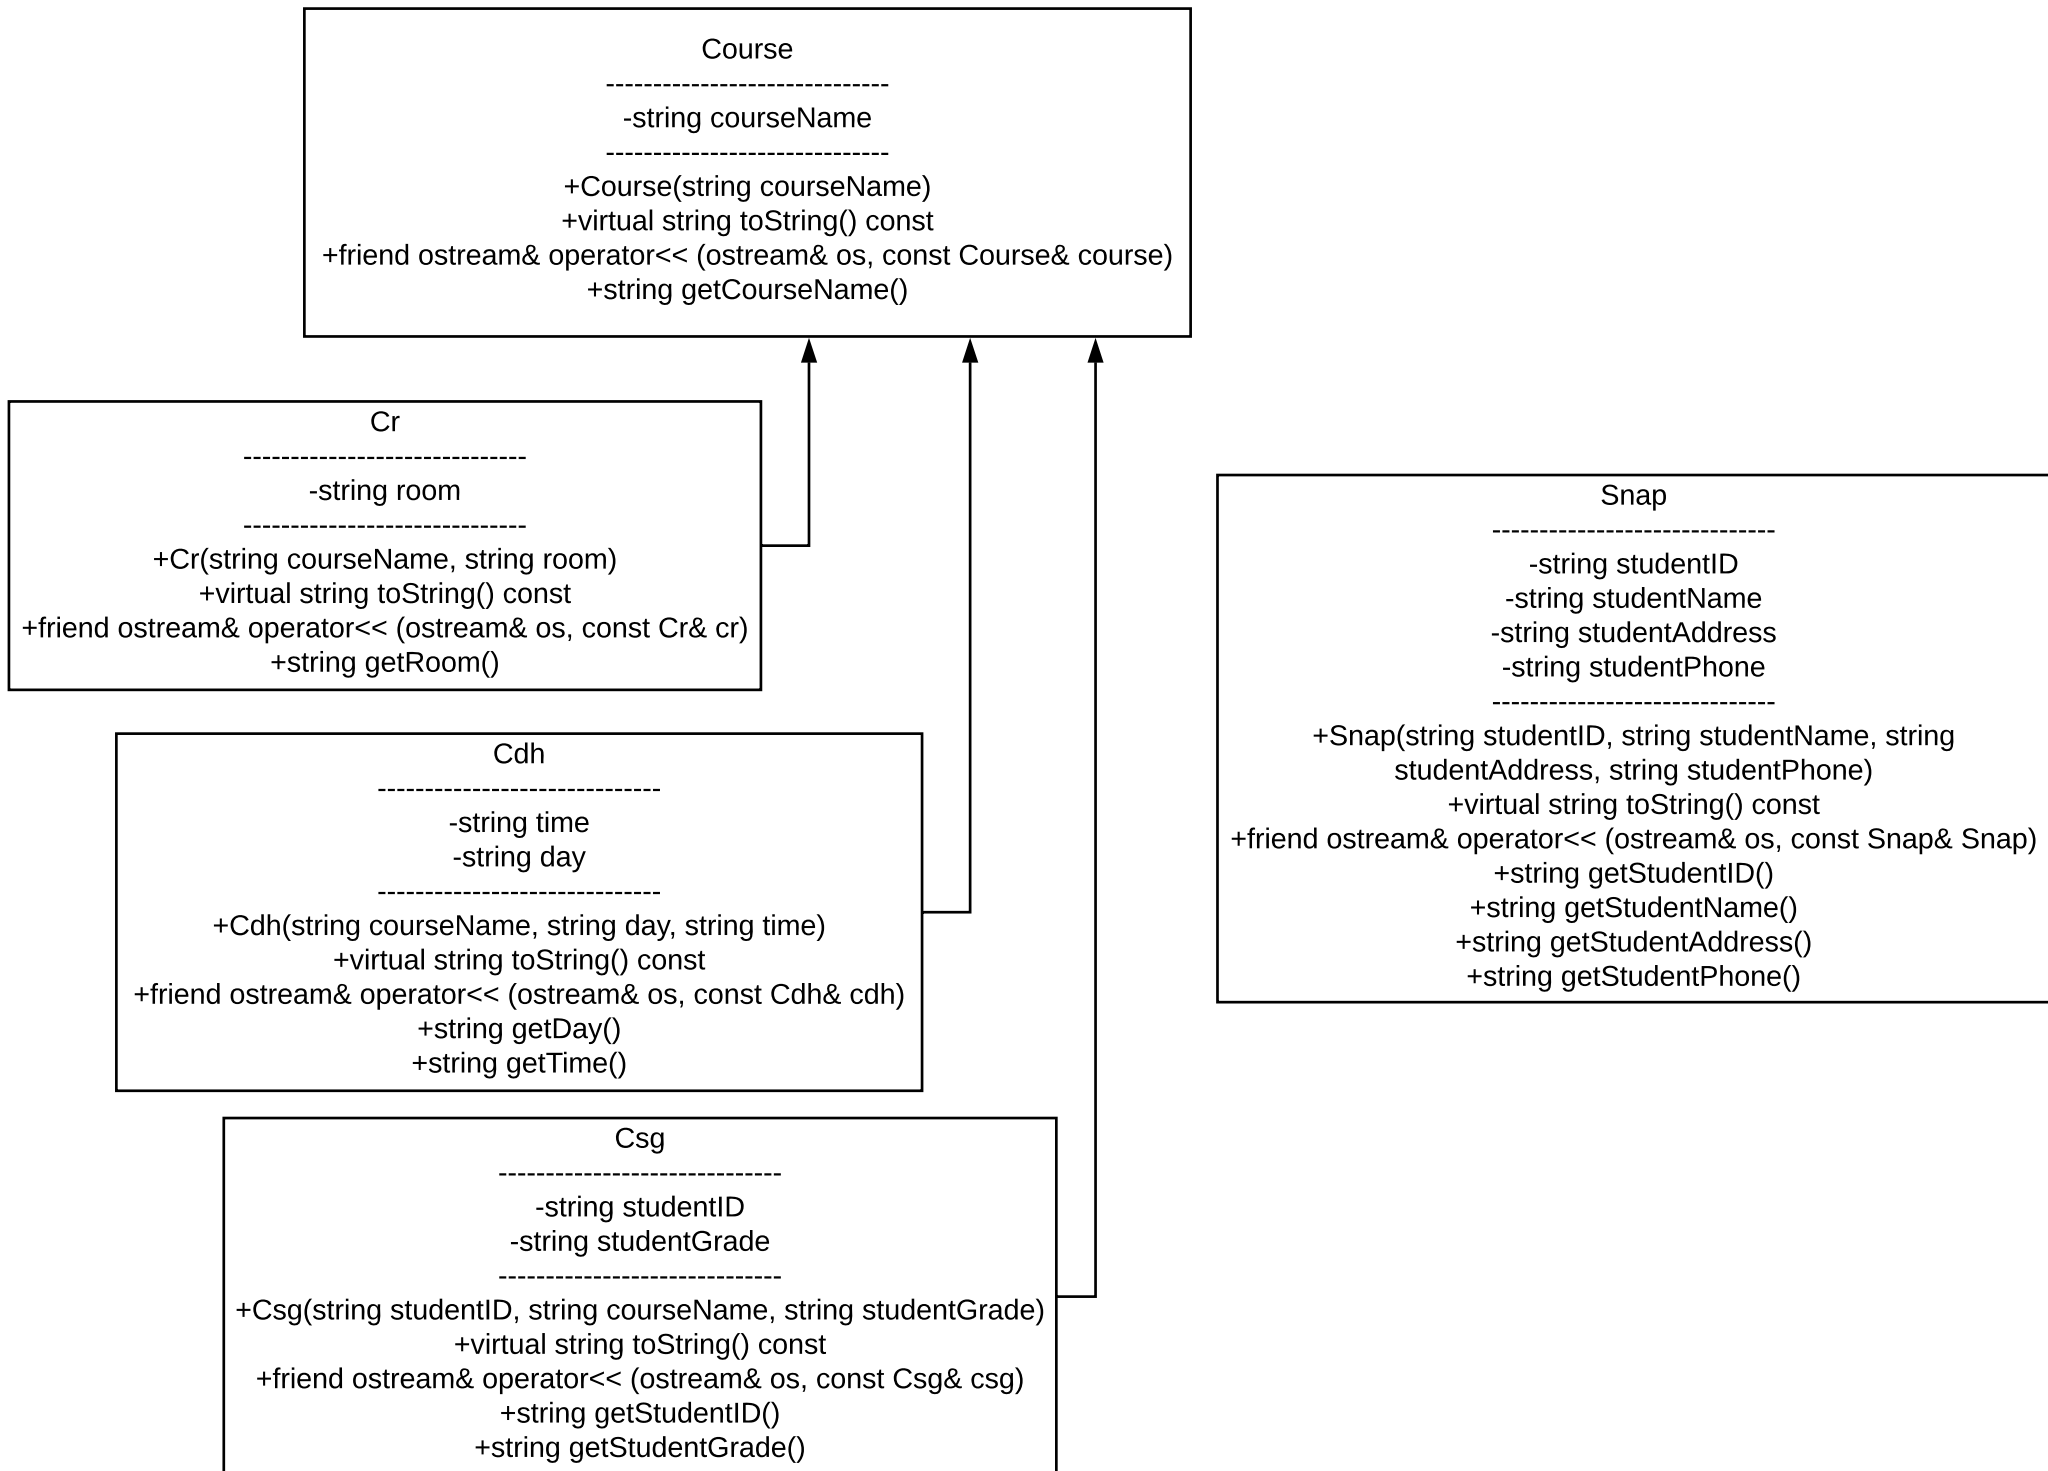 Course
------------------------------
-string courseName
------------------------------
+Course(string courseName)
+virtual string toString() const
+friend ostream& operator<< (ostream& os, const Course& course)
+string getCourseName()
Cr
------------------------------
-string room
------------------------------
+Cr(string courseName, string room)
+virtual string toString() const
+friend ostream& operator<< (ostream& os, const Cr& cr)
+string getRoom()
Cdh
------------------------------
-string time
-string day
------------------------------
+Cdh(string courseName, string day, string time)
+virtual string toString() const
+friend ostream& operator<< (ostream& os, const Cdh& cdh)
+string getDay()
+string getTime()
Csg
------------------------------
-string studentID
-string studentGrade
------------------------------
+Csg(string studentID, string courseName, string studentGrade)
+virtual string toString() const
+friend ostream& operator<< (ostream& os, const Csg& csg)
+string getStudentID()
+string getStudentGrade()
Snap
------------------------------
-string studentID
-string studentName
-string studentAddress
-string studentPhone
------------------------------
+Snap(string studentID, string studentName, string
studentAddress, string studentPhone)
+virtual string toString() const
+friend ostream& operator<< (ostream& os, const Snap& Snap)
+string getStudentID()
+string getStudentName()
+string getStudentAddress()
+string getStudentPhone()